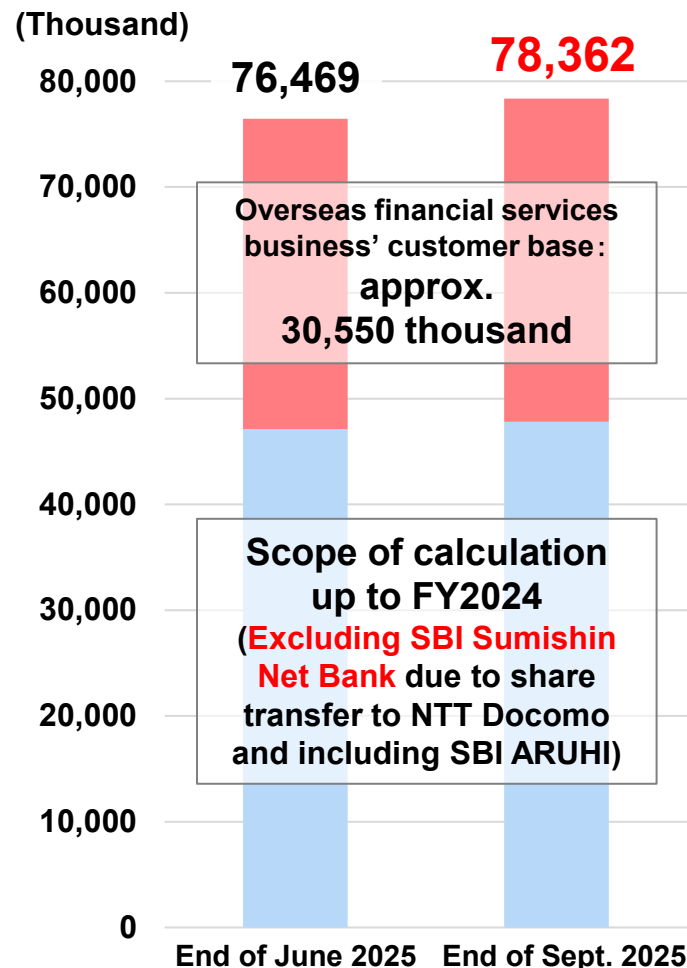 (Thousand)
80,000
70,000
60,000
50,000
40,000
30,000
20,000
10,000
0
76,469
78,362
Overseas financial services
business’ customer base:
approx.
30,550 thousand
Scope of calculation
up to FY2024
(Excluding SBI Sumishin
Net Bank due to share
transfer to NTT Docomo
and including SBI ARUHI)
End of June 2025
End of Sept. 2025